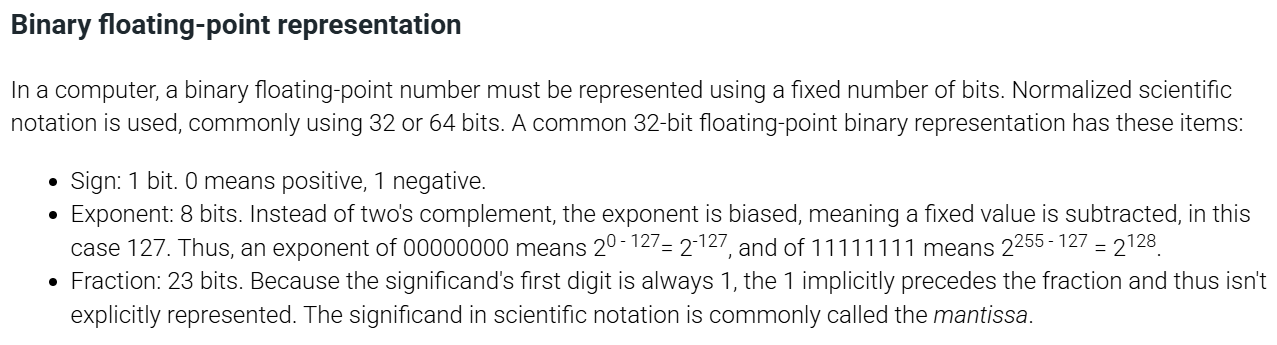 Binary floating-point representation
In a computer, a binary floating-point number must be represented using a fixed number of bits. Normalized scientific
notation is used, commonly using 32 or 64 bits. A common 32-bit floating-point binary representation has these items:
• Sign: 1 bit. 0 means positive, 1 negative.
• Exponent: 8 bits. Instead of two's complement, the exponent is biased, meaning a fixed value is subtracted, in this
case 127. Thus, an exponent of 00000000 means 2^{0 - 127}= 2^{-127}, and of 11111111 means 2^{255 - 127} = 2^{128}.
• Fraction: 23 bits. Because the significand's first digit is always 1, the 1 implicitly precedes the fraction and thus isn't
explicitly represented. The significand in scientific notation is commonly called the mantissa.